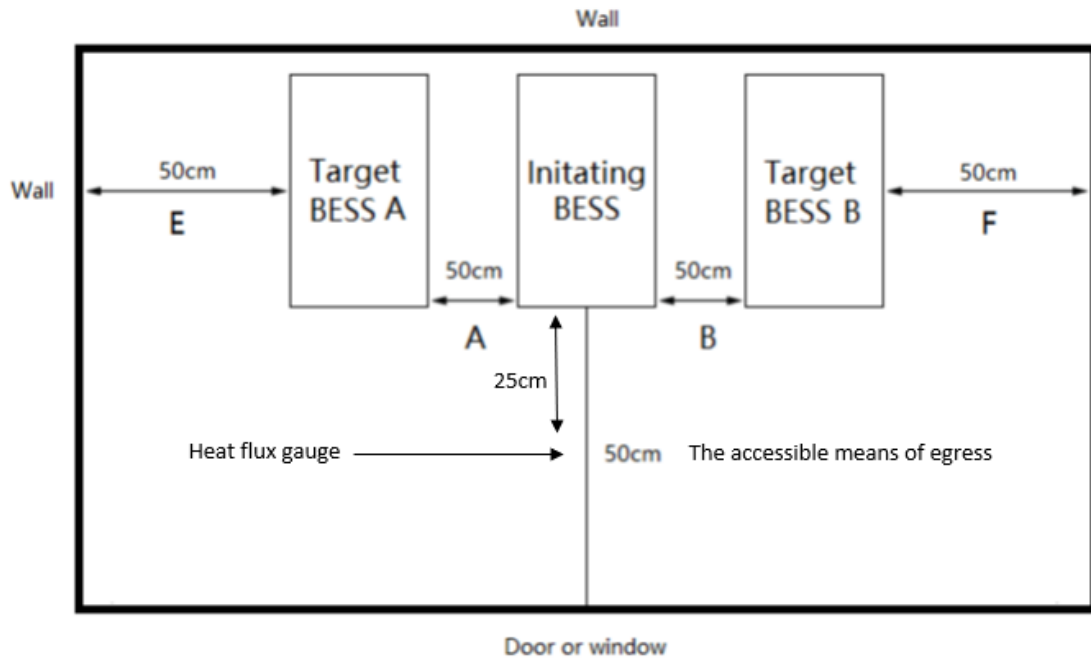 Wall
Wall
50cm
E
Target
BESS A
Initating
BESS
Target
BESS B
50cm
F
50cm
A
50cm
B
25cm
Heat flux gauge
50cm
The accessible means of egress
Door or window